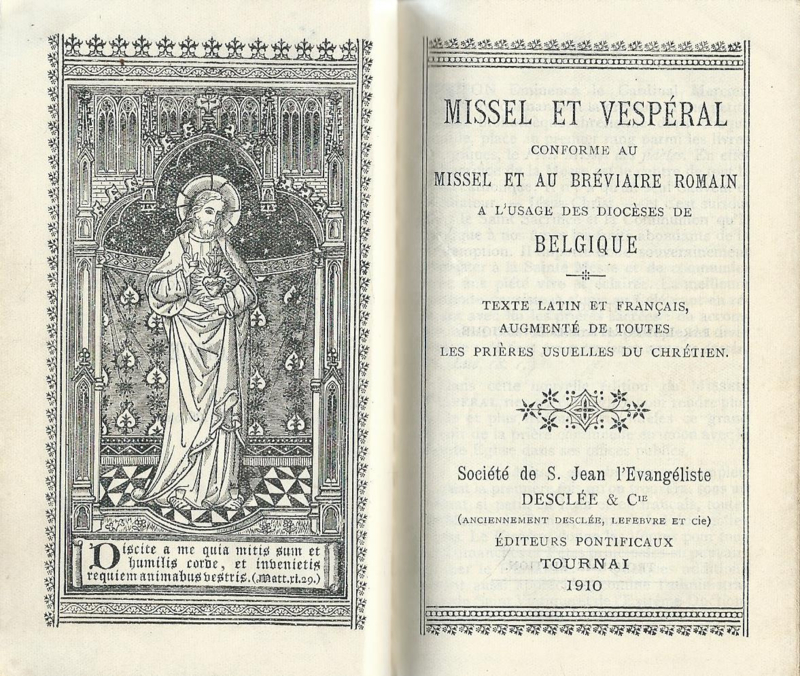 Discite a me quia mitis sum et
humilis corde, et invenietis
requiem animabus vestris. (Matt. xi. 29.)
MISSEL ET VESPÉRAL
CONFORME AU
MISSEL ET AU BRÉVIAIRE ROMAIN
A L'USAGE DES DIOCÈSES DE
BELGIQUE
TEXTE LATIN ET FRANÇAIS,
AUGMENTÉ DE TOUTES
LES PRIÈRES USUELLES DU CHRÉTIEN.
Société de S. Jean l'Evangéliste
DESCLÉE & CIE
(ANCIENNEMENT DESCLÉE, LEFEBVRE ET cie)
ÉDITEURS PONTIFICAUX
TOURNAI
1910